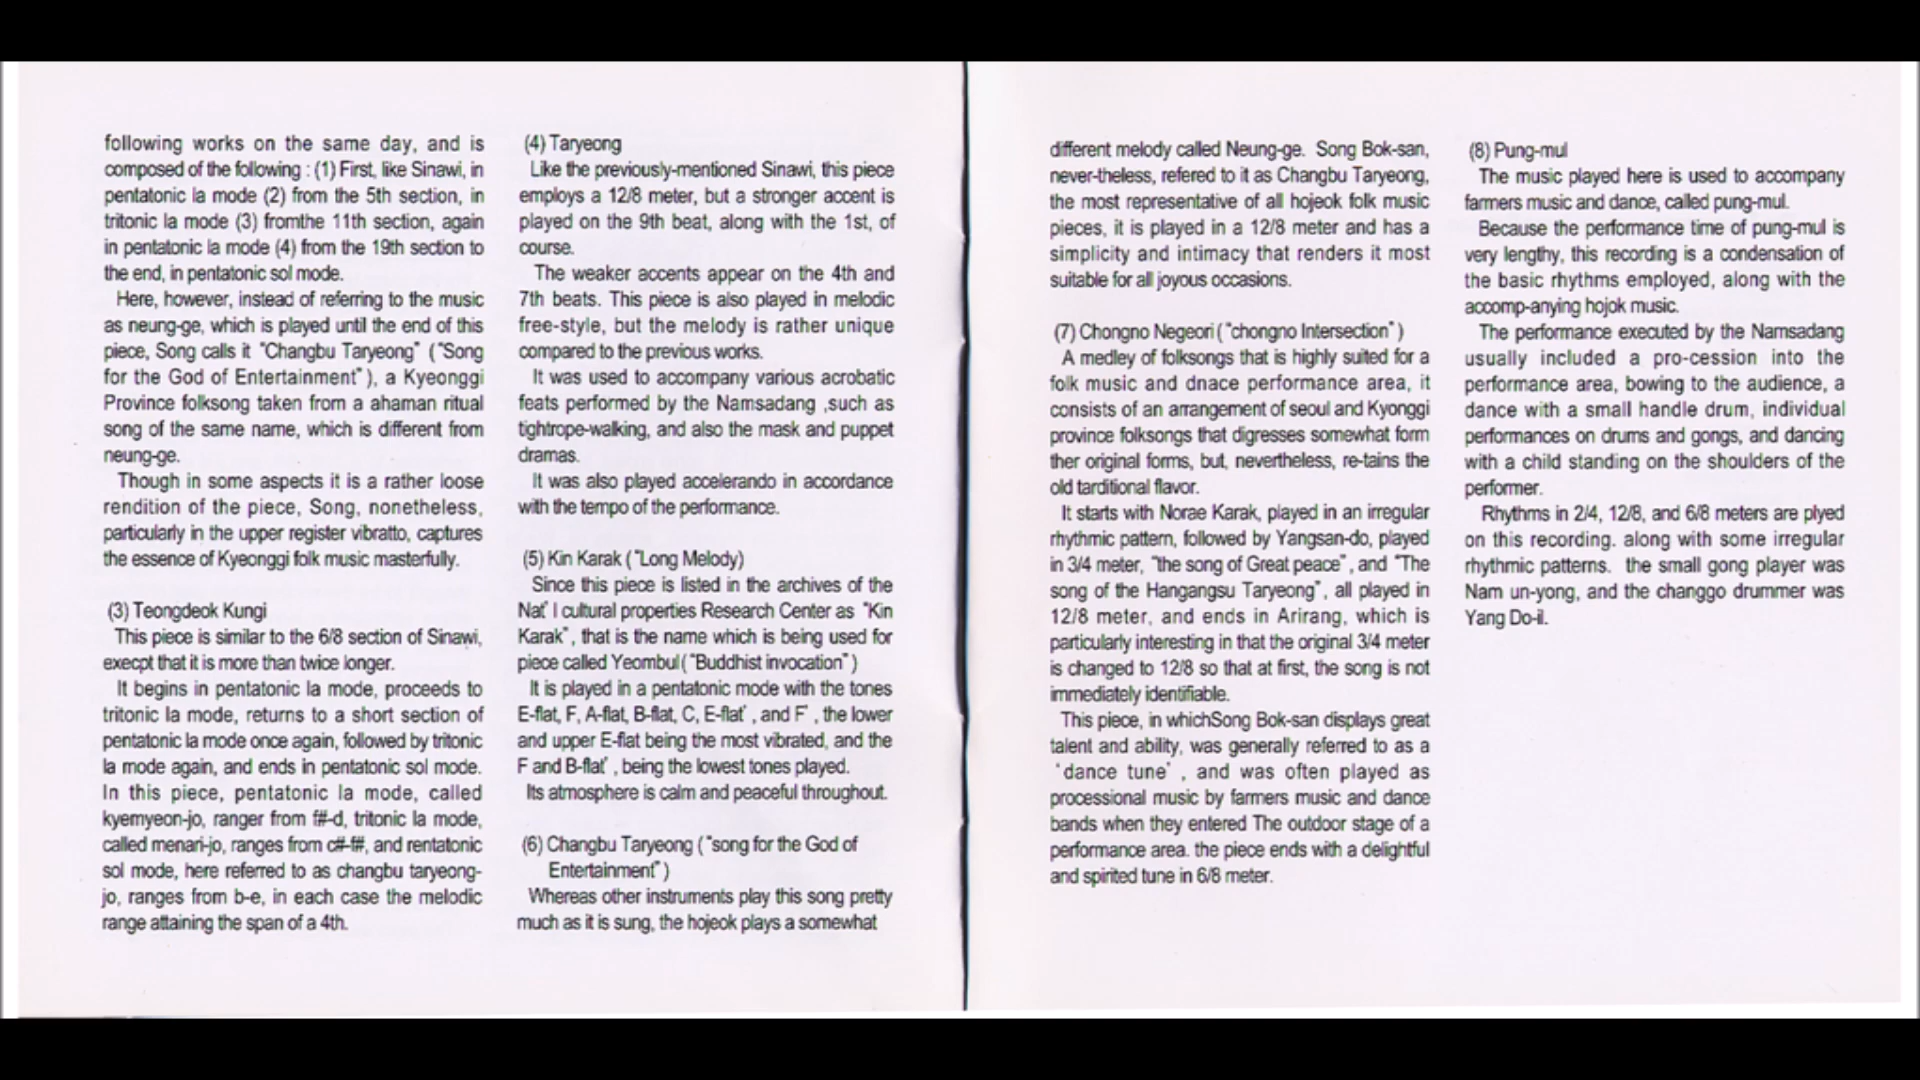 following works on the same day, and is
composed of the following : (1) First, like Sinawi, in
pentatonic la mode (2) from the 5th section, in
tritonic la mode (3) fromthe 11th section, again
in pentatonic la mode (4) from the 19th section to
the end, in pentatonic sol mode.
Here, however, instead of referring to the music
as neung-ge, which is played until the end of this
piece, Song calls it "Changbu Taryeong" ("Song
for the God of Entertainment"), a Kyeonggi
Province folksong taken from a ahaman ritual
song of the same name, which is different from
neung-ge.
Though in some aspects it is a rather loose
rendition of the piece, Song, nonetheless,
particularly in the upper register vibratto, captures
the essence of Kyeonggi folk music masterfully.
(3) Teongdeok Kungi
This piece is similar to the 6/8 section of Sinawi,
execpt that it is more than twice longer.
It begins in pentatonic la mode, proceeds to
tritonic la mode, returns to a short section of
pentatonic la mode once again, followed by tritonic
la mode again, and ends in pentatonic sol mode.
In this piece, pentatonic la mode, called
kyemyeon-jo, ranger from f#-d, tritonic la mode,
called menari-jo, ranges from c#-f#, and rentatonic
sol mode, here referred to as changbu taryeong-
jo, ranges from b-e, in each case the melodic
range attaining the span of a 4th.
(4) Taryeong
Like the previously-mentioned Sinawi, this piece
employs a 12/8 meter, but a stronger accent is
played on the 9th beat, along with the 1st, of
course.
The weaker accents appear on the 4th and
7th beats. This piece is also played in melodic
free-style, but the melody is rather unique
compared to the previous works.
It was used to accompany various acrobatic
feats performed by the Namsadang ,such as
tightrope-walking, and also the mask and puppet
dramas.
It was also played accelerando in accordance
with the tempo of the performance.
(5) Kin Karak ("Long Melody)
Since this piece is listed in the archives of the
Nat' l cultural properties Research Center as "Kin
Karak", that is the name which is being used for
piece called Yeombul("Buddhist invocation")
It is played in a pentatonic mode with the tones
E-flat, F, A-flat, B-flat, C, E-flat' , and F' , the lower
and upper E-flat being the most vibrated, and the
F and B-flat' , being the lowest tones played.
Its atmosphere is calm and peaceful throughout.
(6) Changbu Taryeong ("song for the God of
Entertainment")
Whereas other instruments play this song pretty
much as it is sung, the hojeok plays a somewhat
different melody called Neung-ge. Song Bok-san,
never-theless, refered to it as Changbu Taryeong,
the most representative of all hojeok folk music
pieces, it is played in a 12/8 meter and has a
simplicity and intimacy that renders it most
suitable for all joyous occasions.
(7) Chongno Negeori ("chongno Intersection")
A medley of folksongs that is highly suited for a
folk music and dnace performance area, it
consists of an arrangement of seoul and Kyonggi
province folksongs that digresses somewhat form
ther original forms, but, nevertheless, re-tains the
old tarditional flavor.
It starts with Norae Karak, played in an irregular
rhythmic pattern, followed by Yangsan-do, played
in 3/4 meter, "the song of Great peace", and "The
song of the Hangangsu Taryeong", all played in
12/8 meter, and ends in Arirang, which is
particularly interesting in that the original 3/4 meter
is changed to 12/8 so that at first, the song is not
immediately identifiable.
This piece, in whichSong Bok-san displays great
talent and ability, was generally referred to as a
'dance tune' , and was often played as
processional music by farmers music and dance
bands when they entered The outdoor stage of a
performance area. the piece ends with a delightful
and spirited tune in 6/8 meter.
(8) Pung-mul
The music played here is used to accompany
farmers music and dance, called pung-mul.
Because the performance time of pung-mul is
very lengthy, this recording is a condensation of
the basic rhythms employed, along with the
accomp-anying hojok music.
The performance executed by the Namsadang
usually included a pro-cession into the
performance area, bowing to the audience, a
dance with a small handle drum, individual
performances on drums and gongs, and dancing
with a child standing on the shoulders of the
performer.
Rhythms in 2/4, 12/8, and 6/8 meters are plyed
on this recording. along with some irregular
rhythmic patterns. the small gong player was
Nam un-yong, and the changgo drummer was
Yang Do-il.